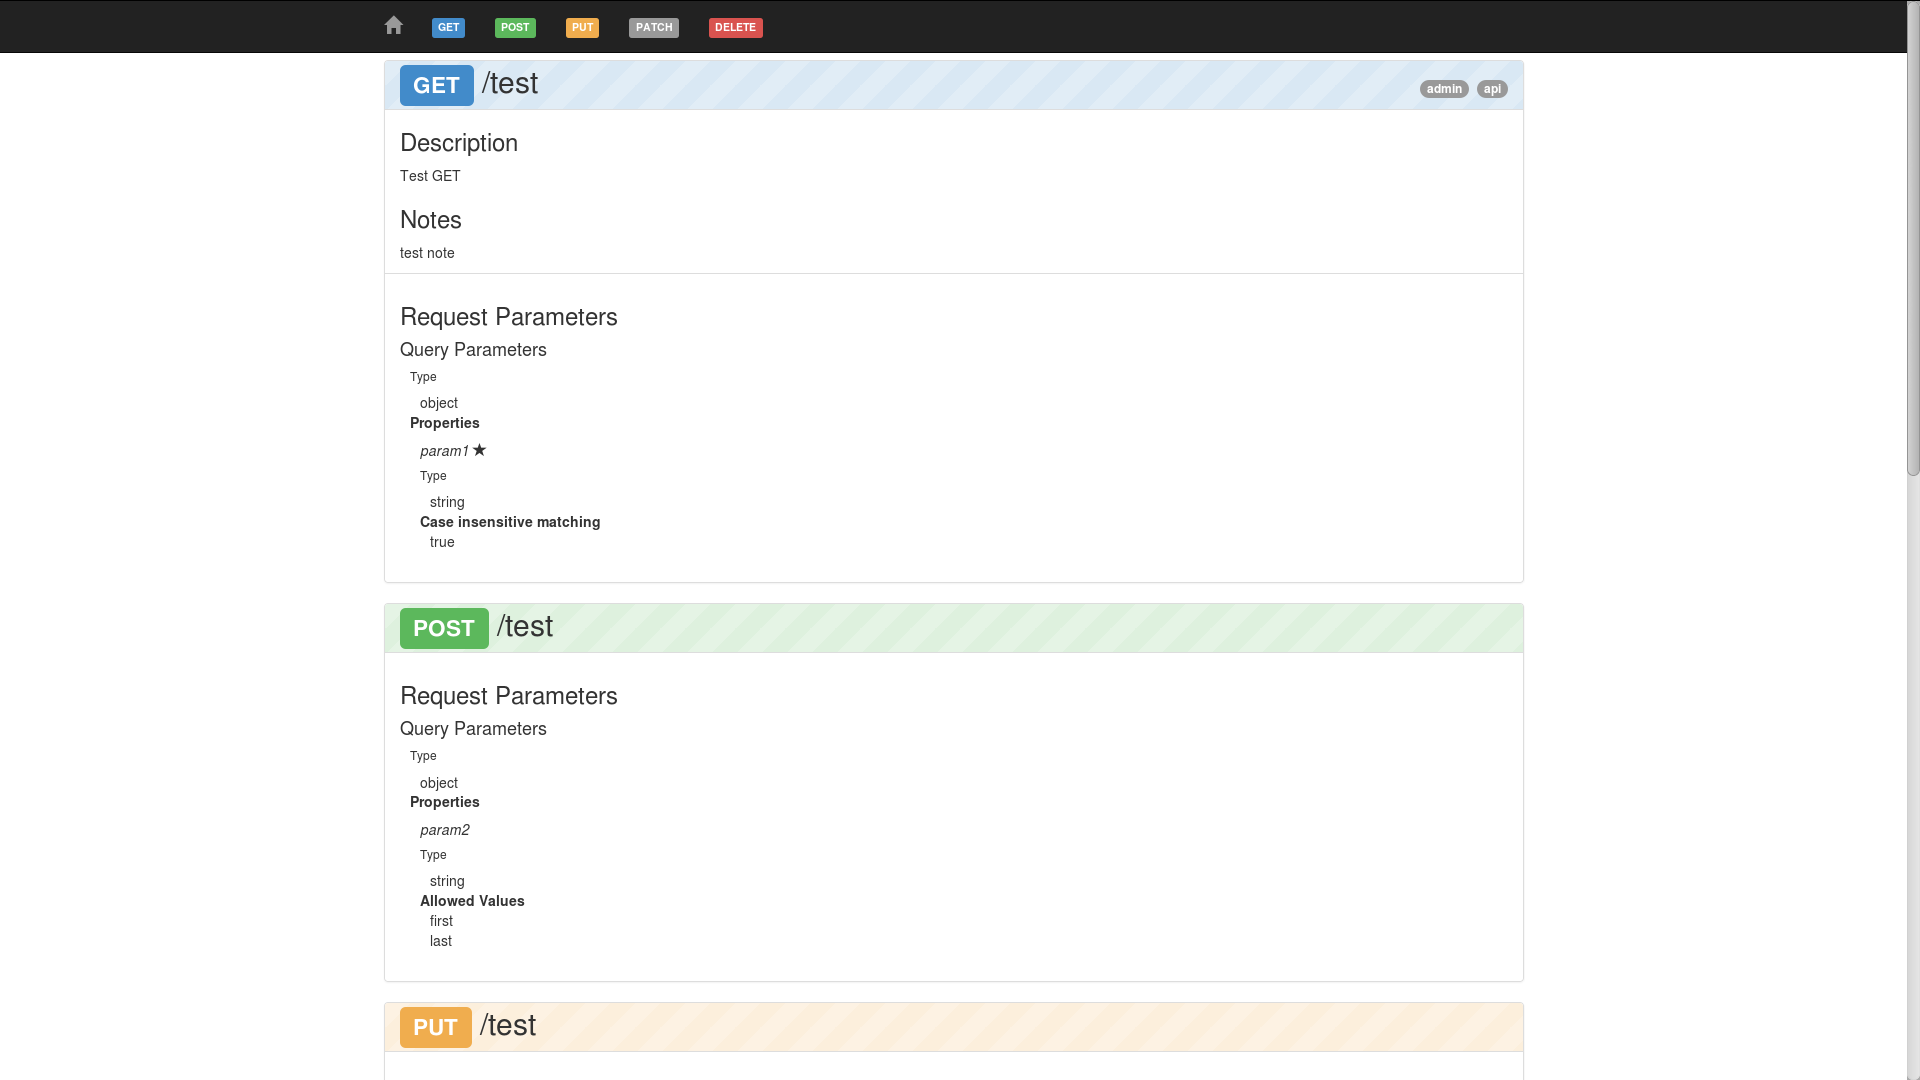 GET POST PUT PATCH DELETE
GET /test admin api
Description
Test GET
Notes
test note
Request Parameters
Query Parameters
Type
object
Properties
param1 ★
Type
string
Case insensitive matching
true
POST /test
Request Parameters
Query Parameters
Type
object
Properties
param2
Type
string
Allowed Values
first
last
PUT /test